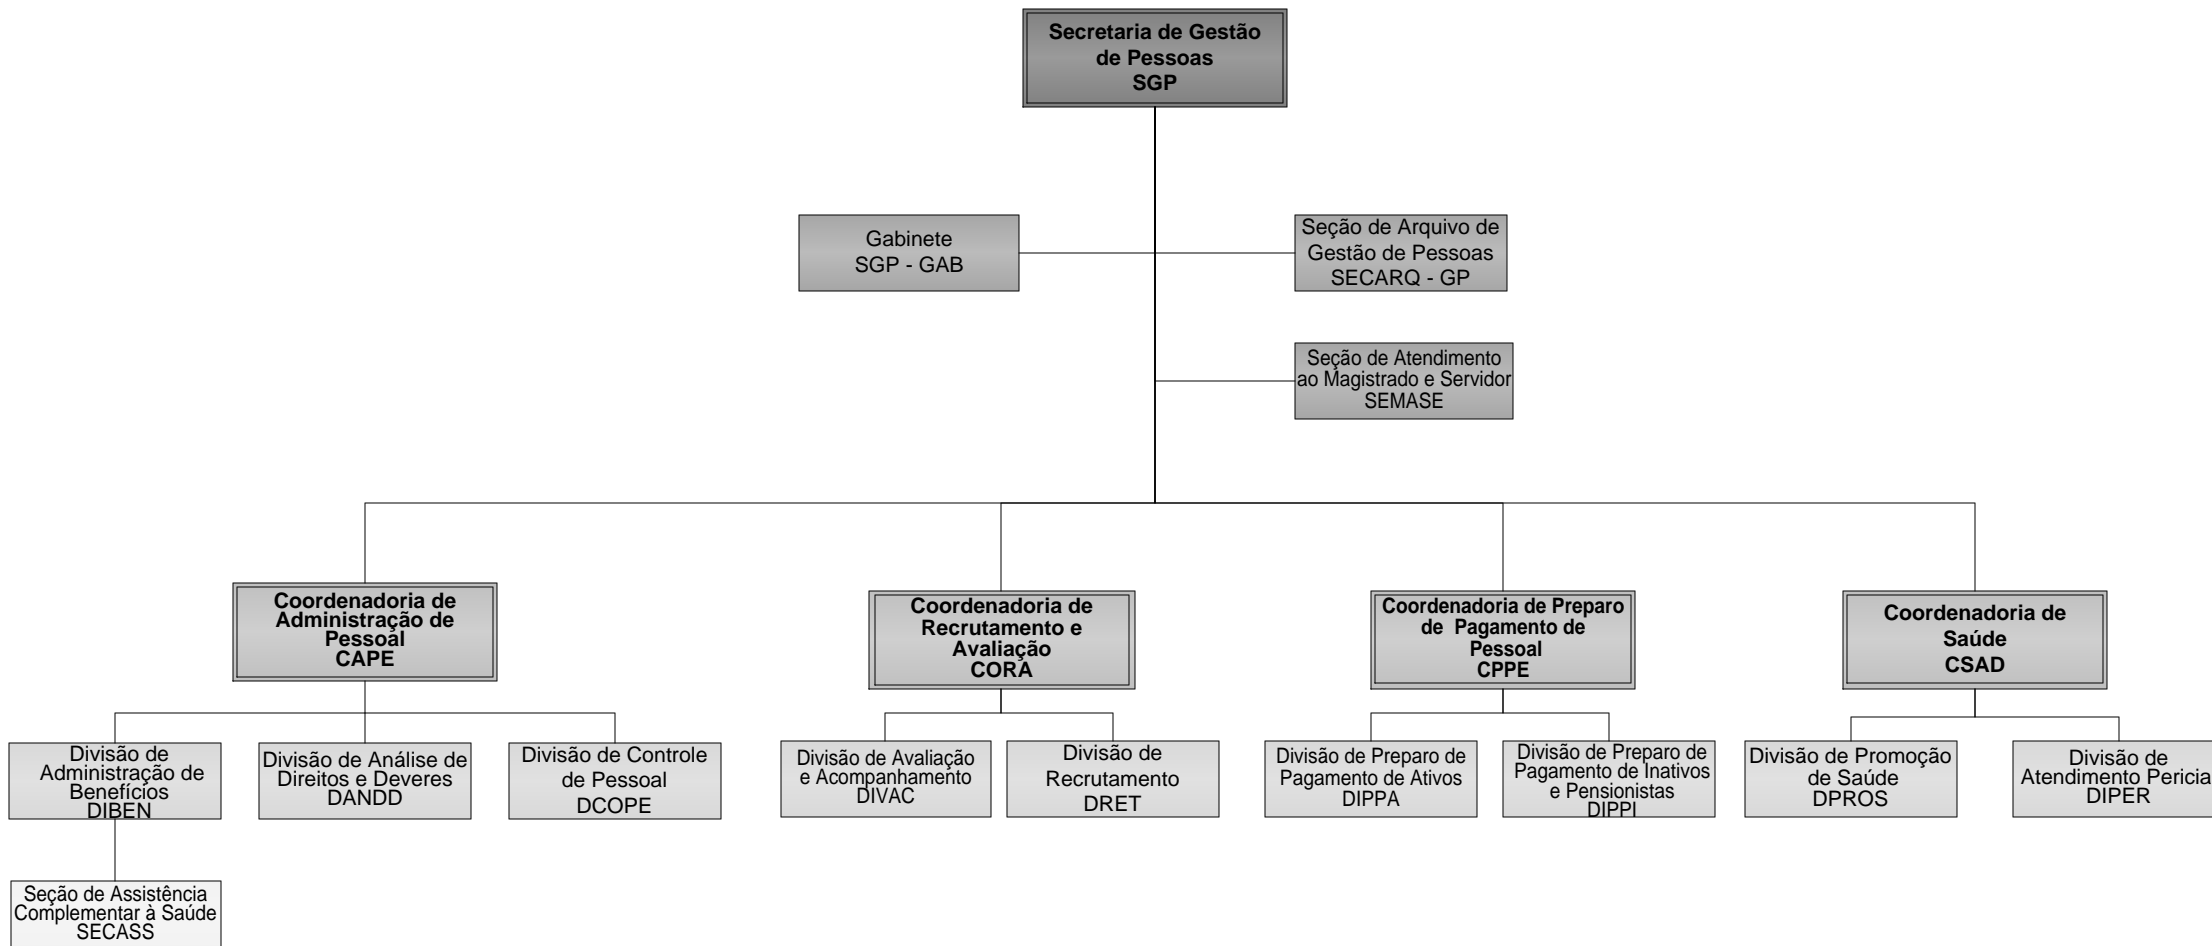 Secretaria de Gestão
de Pessoas
SGP
Gabinete
SGP - GAB
Seção de Arquivo de
Gestão de Pessoas
SECARQ - GP
Seção de Atendimento
ao Magistrado e Servidor
SEMASE
Coordenadoria de
Administração de
Pessoal
CAPE
Coordenadoria de
Recrutamento e
Avaliação
CORA
Coordenadoria de Preparo
de Pagamento de
Pessoal
CPPE
Coordenadoria de
Saúde
CSAD
Divisão de
Administração de
Benefícios
DIBEN
Divisão de Análise de
Direitos e Deveres
DANDD
Divisão de Controle
de Pessoal
DCOPE
Divisão de Avaliação
e Acompanhamento
DIVAC
Divisão de
Recrutamento
DRET
Divisão de Preparo de
Pagamento de Ativos
DIPPA
Divisão de Preparo de
Pagamento de Inativos
e Pensionistas
DIPPI
Divisão de Promoção
de Saúde
DPROS
Divisão de
Atendimento Pericia
DIPER
Seção de Assistência
Complementar à Saúde
SECASS